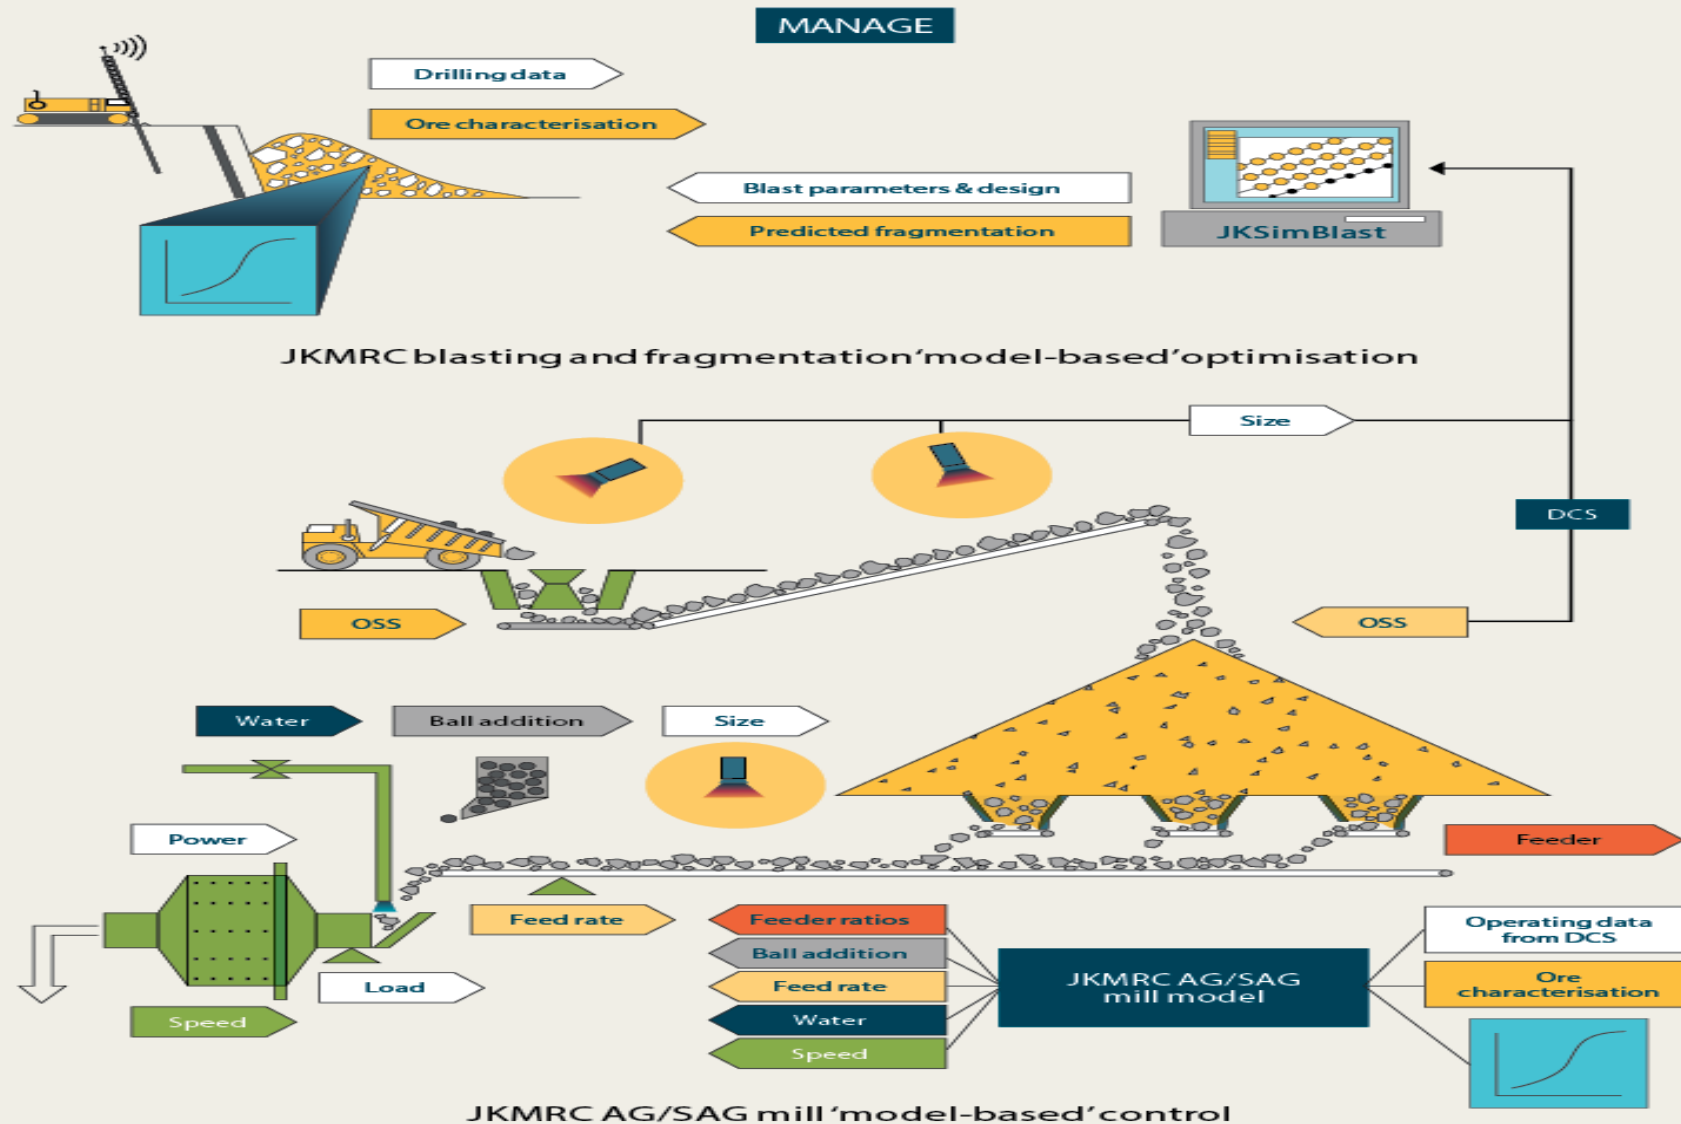 MANAGE
Drilling data
Ore characterisation
Blast parameters & design
Predicted fragmentation
JKSimBlast
JKMRC blasting and fragmentation ‘model-based’ optimisation
Size
DCS
OSS
OSS
Water
Ball addition
Size
Power
Feeder
Feed rate
Load
Speed
Feeder ratios
Ball addition
Feed rate
Water
Speed
JKMRC AG/SAG
mill model
Operating data
from DCS
Ore
characterisation
JKMRC AG/SAG mill ‘model-based’ control